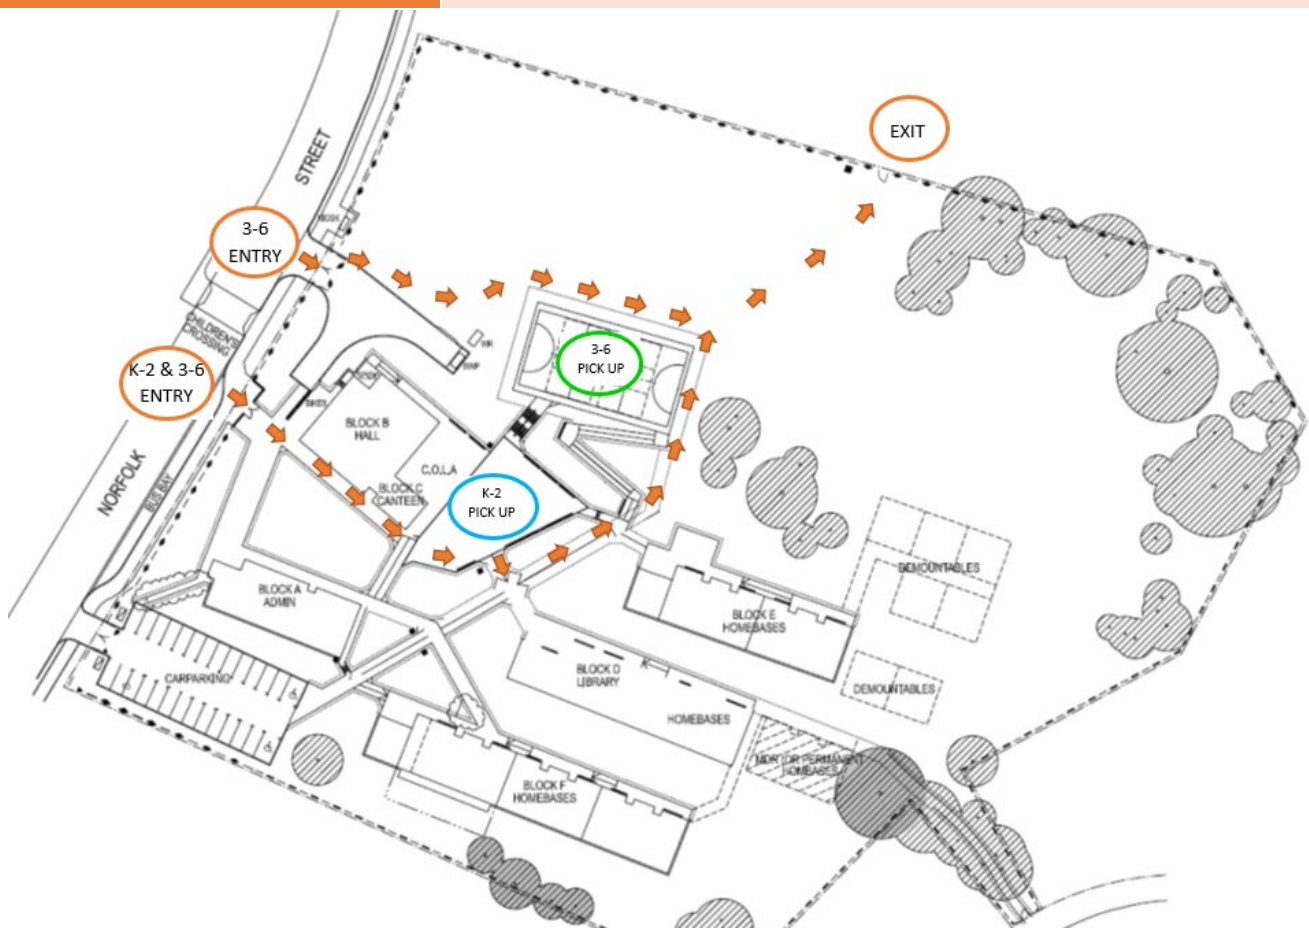 EXIT
STREET
KIOSK
3-6
ENTRY
CHILDREN'S
CROSSING
K-2 & 3-6
ENTRY
3-6
PICK UP
BLOCK B
HALL
C.O.L.A
BLOCK C
CANTEEN
K-2
PICK UP
NORFOLK
BUS BAY
BLOCK A
ADMIN
DEMOUNTABLES
BLOCK E
HOMEBASES
BLOCK D
LIBRARY
DEMOUNTABLES
CARPARKING
HOMEBASES
BLOCK F
HOMEBASES